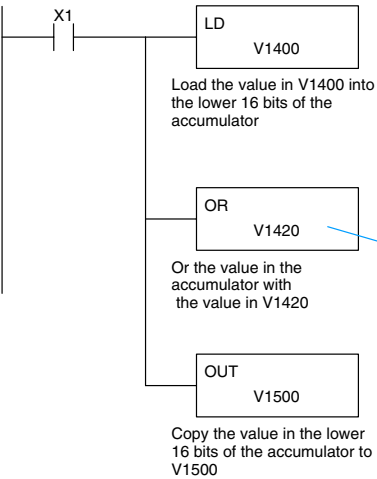 X1
LD
V1400
Load the value in V1400 into
the lower 16 bits of the
accumulator
OR
V1420
Or the value in the
accumulator with
the value in V1420
OUT
V1500
Copy the value in the lower
16 bits of the accumulator to
V1500